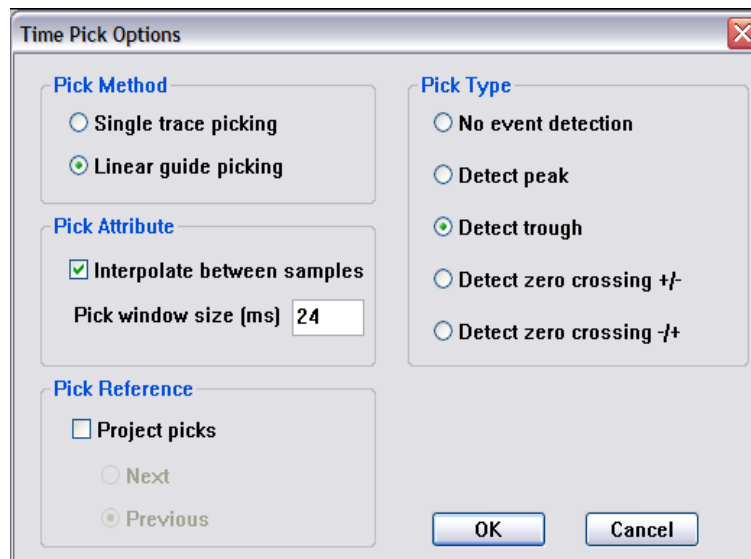 Time Pick Options
Pick Method
Single trace picking
Linear guide picking
Pick Attribute
Interpolate between samples
Pick window size (ms) 24
Pick Reference
Project picks
Next
Previous
Pick Type
No event detection
Detect peak
Detect trough
Detect zero crossing +/-
Detect zero crossing -/+
OK
Cancel